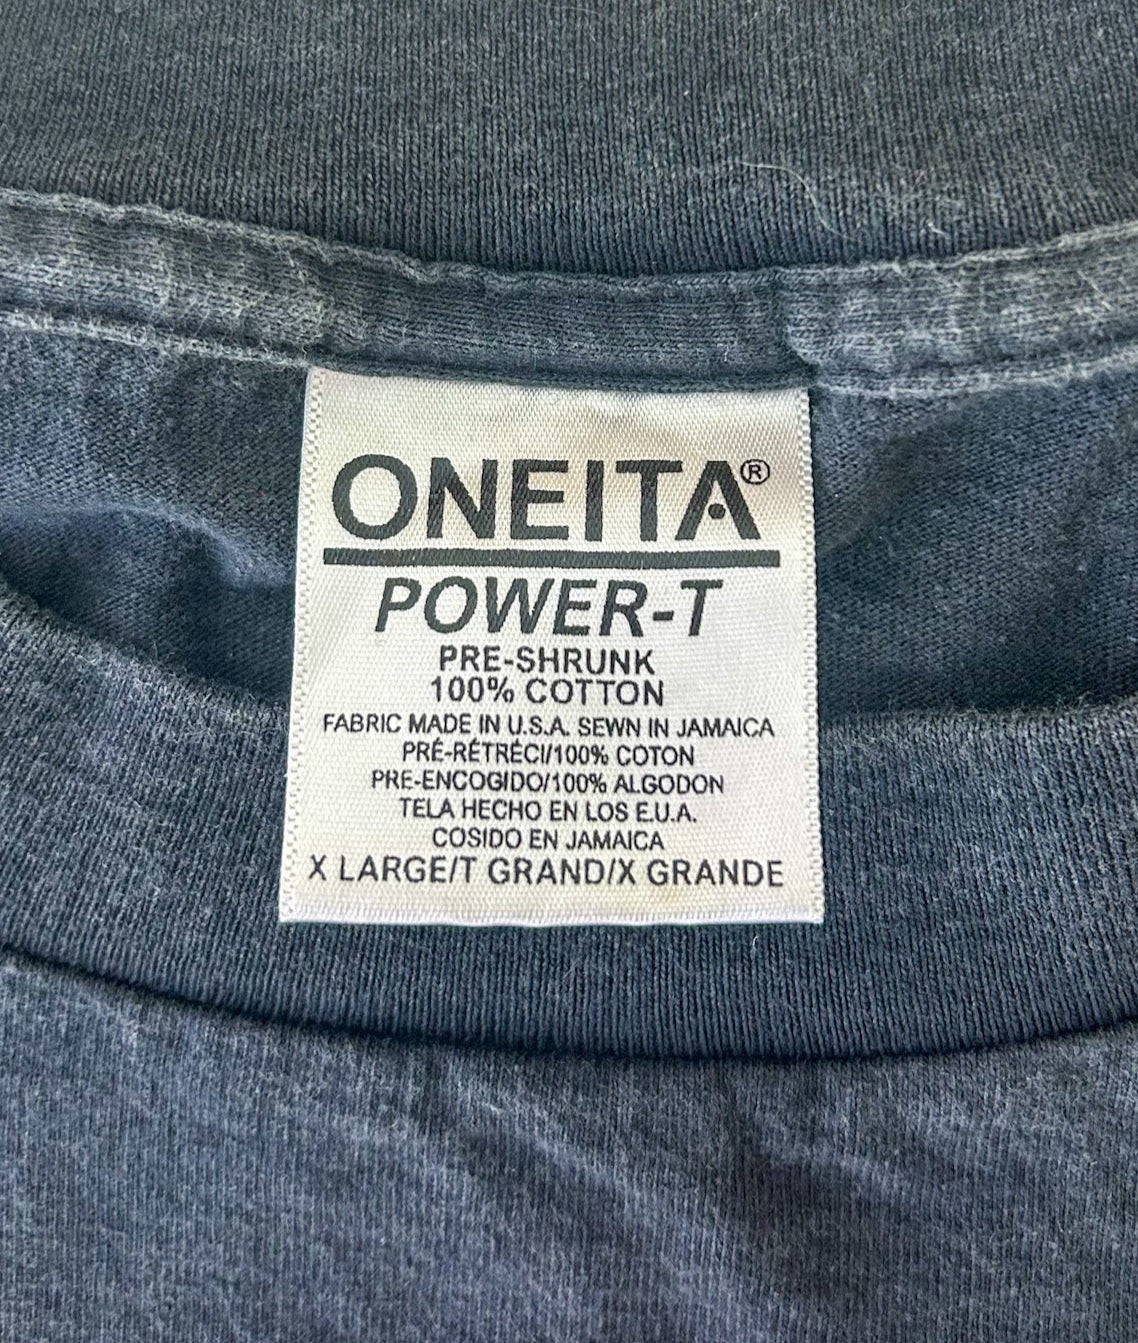 ONEITA®
POWER-T
PRE-SHRUNK
100% COTTON
FABRIC MADE IN U.S.A. SEWN IN JAMAICA
PRÉ-RÉTRÉCI/100% COTON
PRE-ENCOGIDO/100% ALGODON
TELA HECHO EN LOS E.U.A.
COSIDO EN JAMAICA
X LARGE/T GRAND/X GRANDE